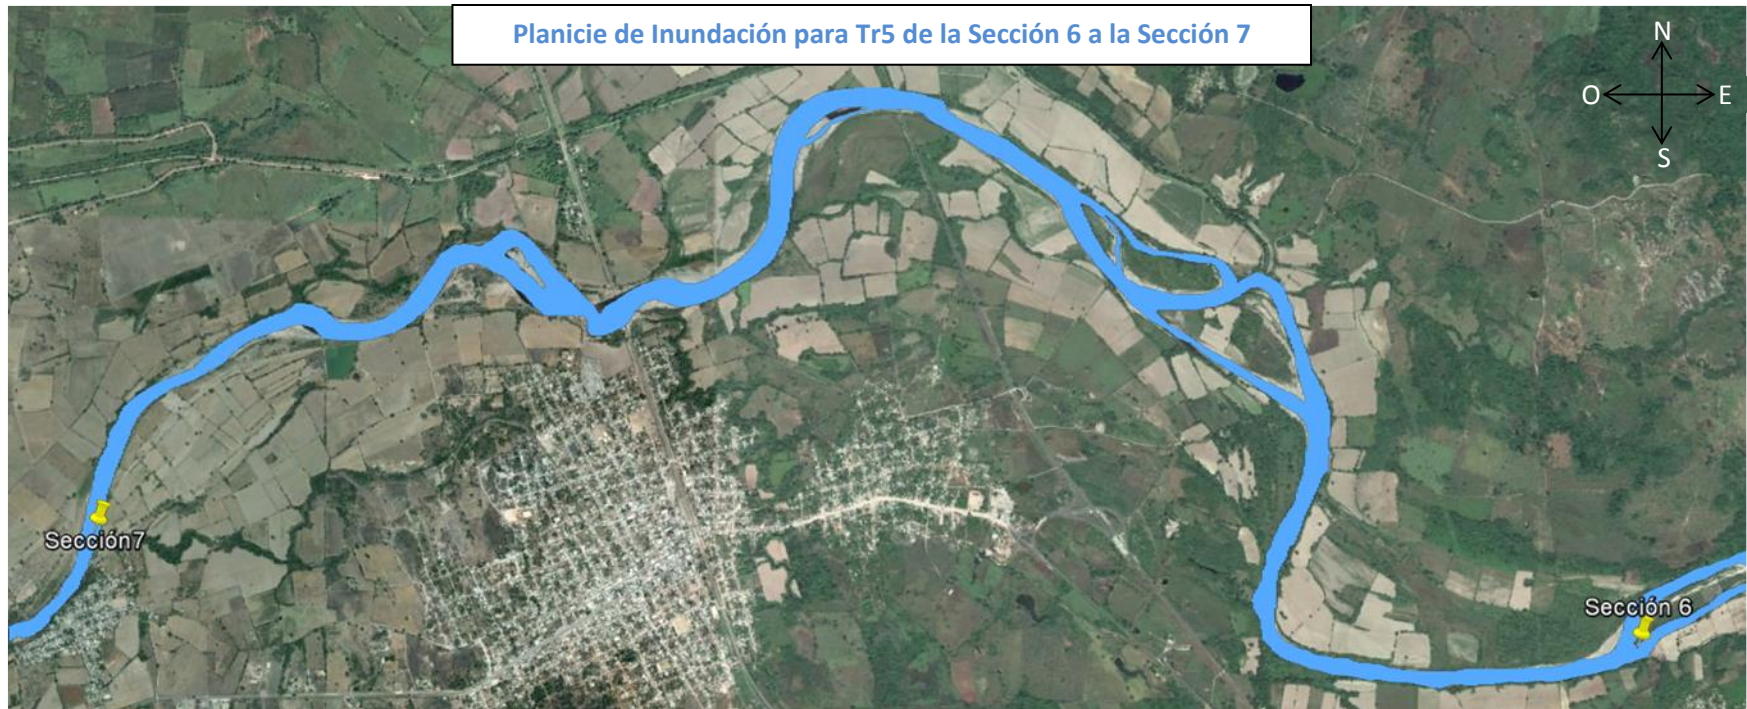 Planicie de Inundación para Tr5 de la Sección 6 a la Sección 7
N
O E
S
Sección7
Sección 6